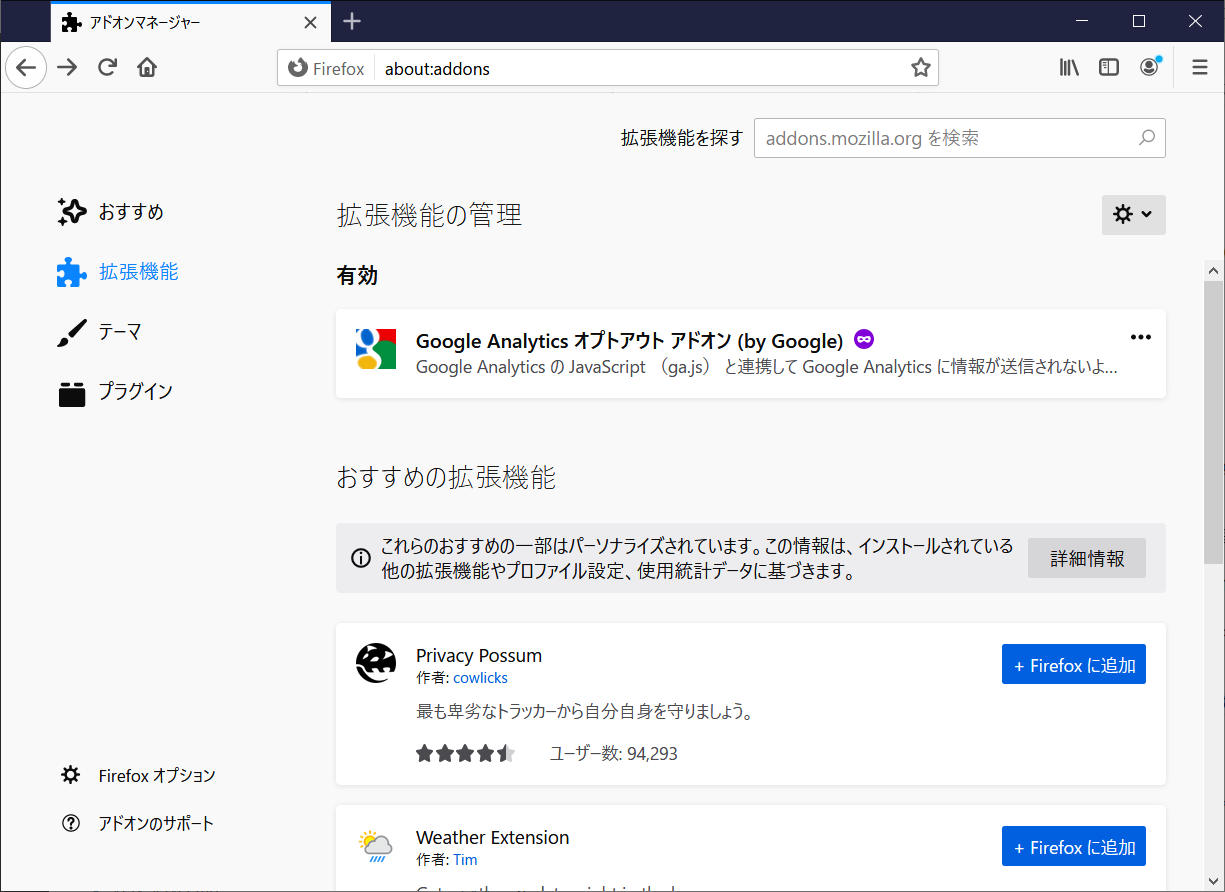 アドオンマネージャー
Firefox
about:addons
拡張機能を探す
addons.mozilla.org を検索
おすすめ
拡張機能
テーマ
プラグイン
Firefox オプション
アドオンのサポート
拡張機能の管理
有効
Google Analytics オプトアウト アドオン (by Google)
Google Analytics の JavaScript （ga.js） と連携して Google Analytics に情報が送信されないよ...
おすすめの拡張機能
これらのおすすめの一部はパーソナライズされています。この情報は、インストールされている
他の拡張機能やプロファイル設定、使用統計データに基づきます。
詳細情報
Privacy Possum
作者: cowlicks
+ Firefox に追加
最も卑劣なトラッカーから自分自身を守りましょう。
ユーザー数: 94,293
Weather Extension
作者: Tim
+ Firefox に追加